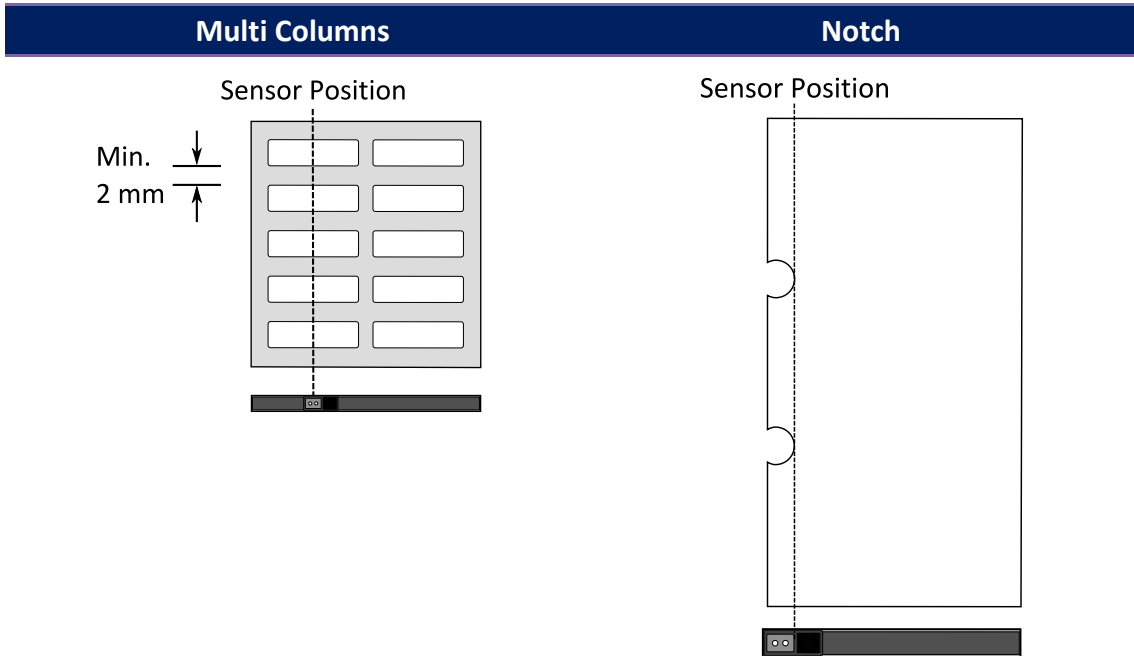 Multi Columns
Notch
Sensor Position
Min.
2 mm
Sensor Position